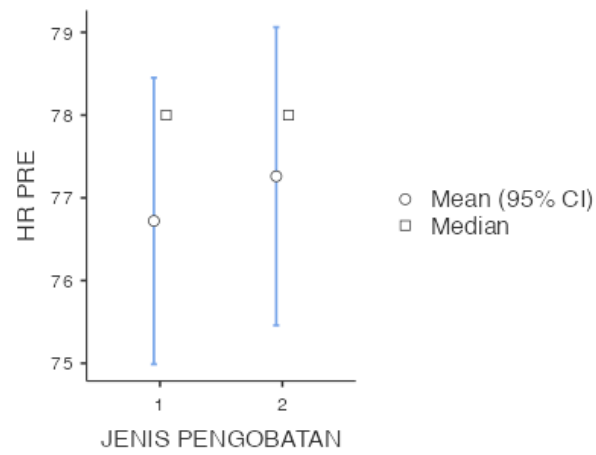 79
78
77
76
75
HR PRE
1 2
JENIS PENGOBATAN
Mean (95% CI)
Median